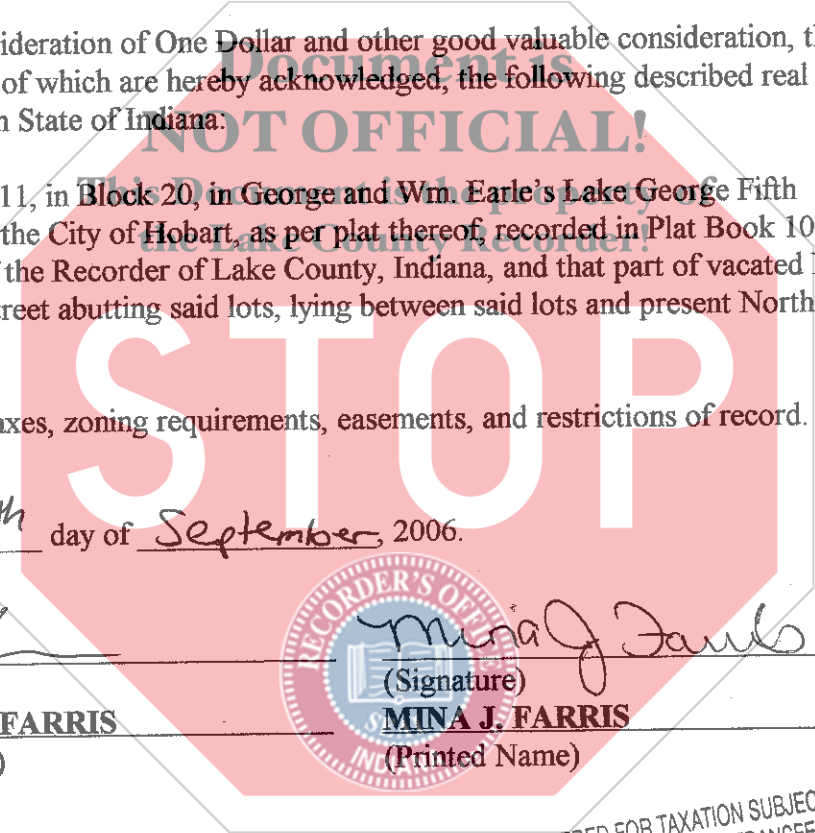 ideration of One Dollar and other good valuable consideration, t
Document is
of which are hereby acknowledged, the following described real
n State of Indiana:
NOT OFFICIAL!
11, in Block 20, in George and Wm. Earle's Lake George Fifth
This Document is the property of
the City of Hobart, as per plat thereof, recorded in Plat Book 10
the Lake County Recorder!
the Recorder of Lake County, Indiana, and that part of vacated
treet abutting said lots, lying between said lots and present North
STOP
axes, zoning requirements, easements, and restrictions of record.
th day of September, 2006.
RECORDER'S OFFICE
Mina J Farris
(Signature)
FARRIS MINA J. FARRIS
) (Printed Name)
INDIANA
FOR TAXATION SUBJEC